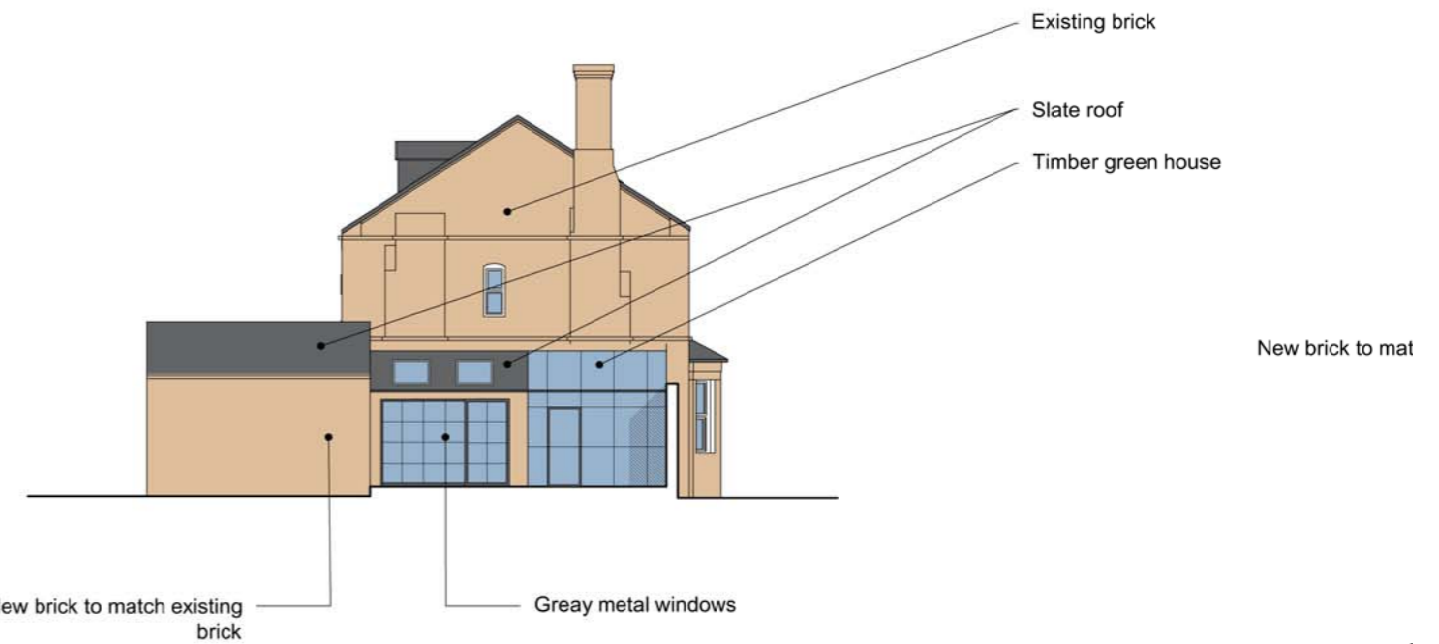 Existing brick
Slate roof
Timber green house
New brick to mat
ew brick to match existing
brick
Greay metal windows